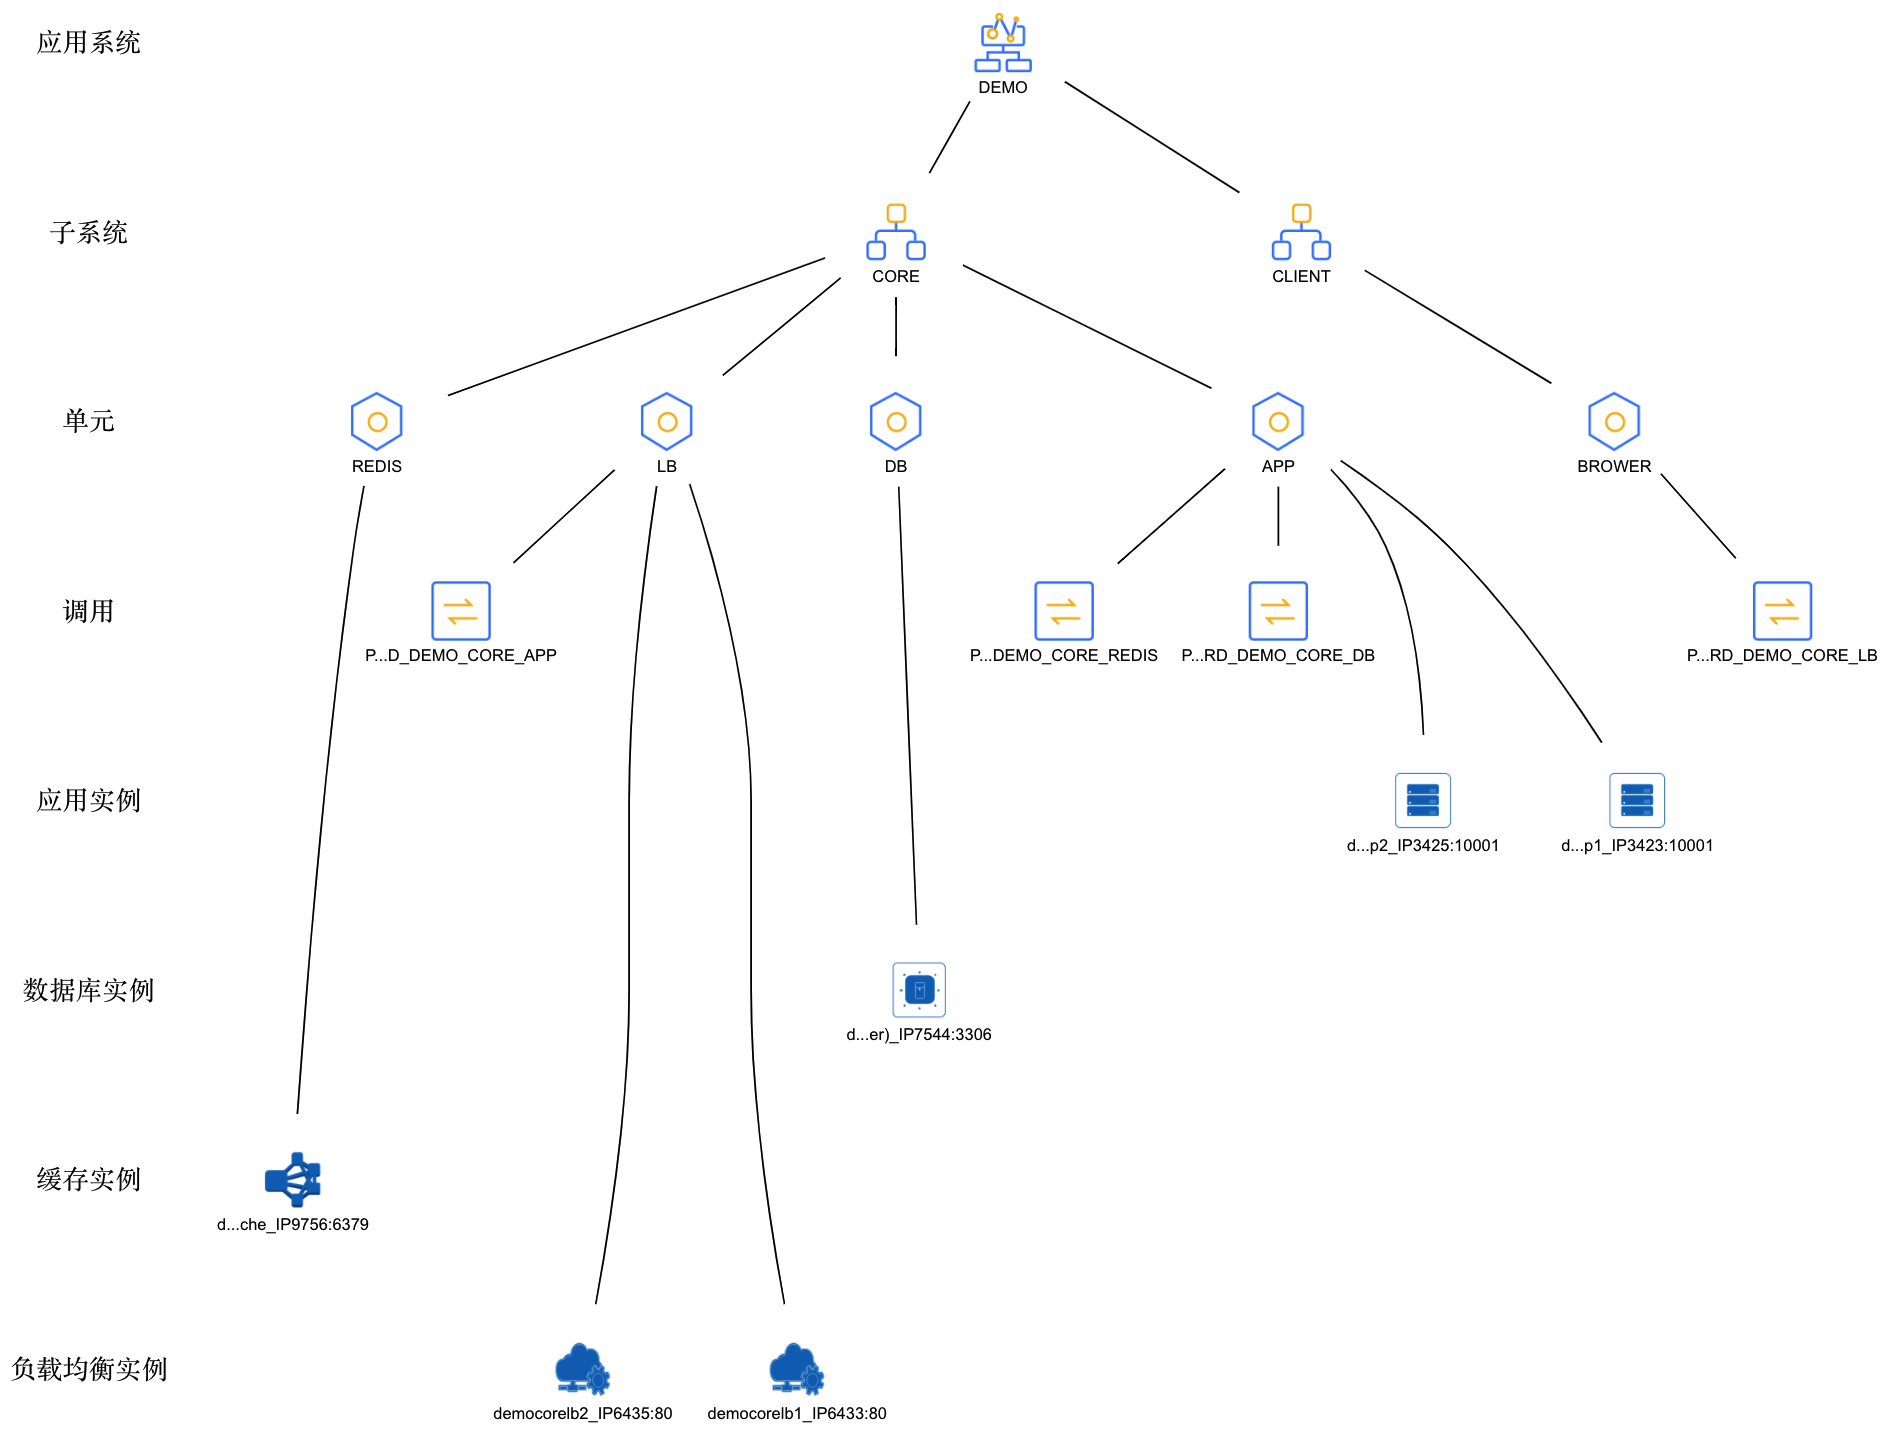 应用系统
DEMO
子系统
CORE
CLIENT
单元
REDIS
LB
DB
APP
BROWER
调用
P...D_DEMO_CORE_APP
P...DEMO_CORE_REDIS
P...RD_DEMO_CORE_DB
P...RD_DEMO_CORE_LB
应用实例
d...p2_IP3425:10001
d...p1_IP3423:10001
数据库实例
d...er)_IP7544:3306
缓存实例
d...che_IP9756:6379
负载均衡实例
democorelb2_IP6435:80
democorelb1_IP6433:80